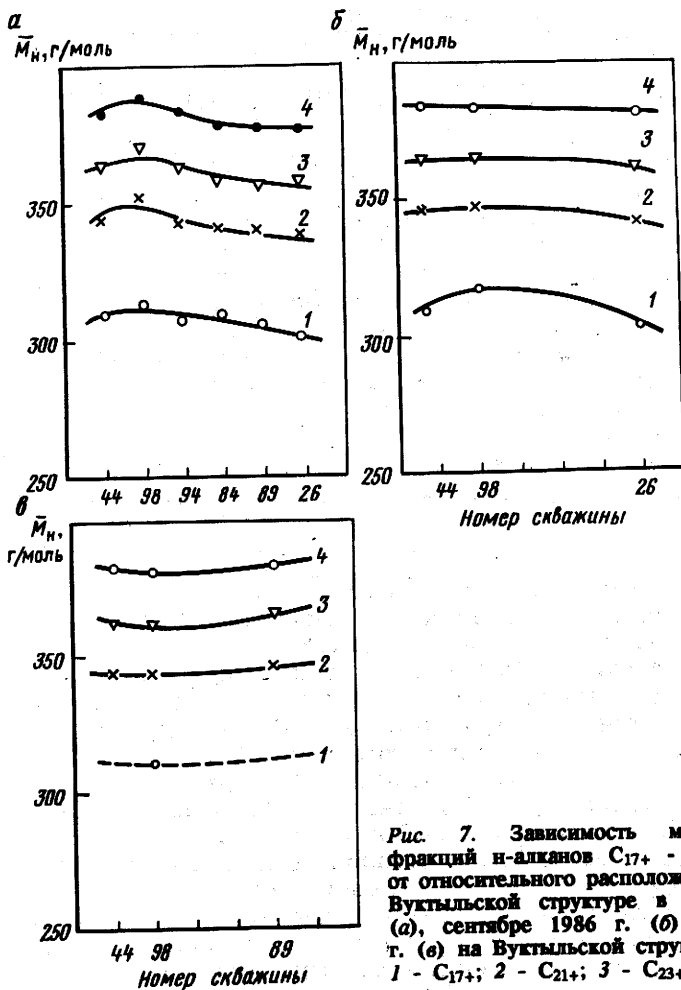 а
M̄н, г/моль
4
3
350
2
1
300
250
44 98 94 84 89 26
б
M̄н, г/моль
4
3
350
2
1
300
250
44 98 26
Номер скважины
в
M̄н,
г/моль
4
3
350
2
1
300
250
44 98 89
Номер скважины
Рис. 7. Зависимость
фракций н-алканов C₁₇₊ -
от относительного
Вуктыльской структуре в
(а), сентябре 1986 г. (б)
г. (в) на Вуктыльской
1 - C₁₇₊; 2 - C₂₁₊; 3 - C₂₃₊